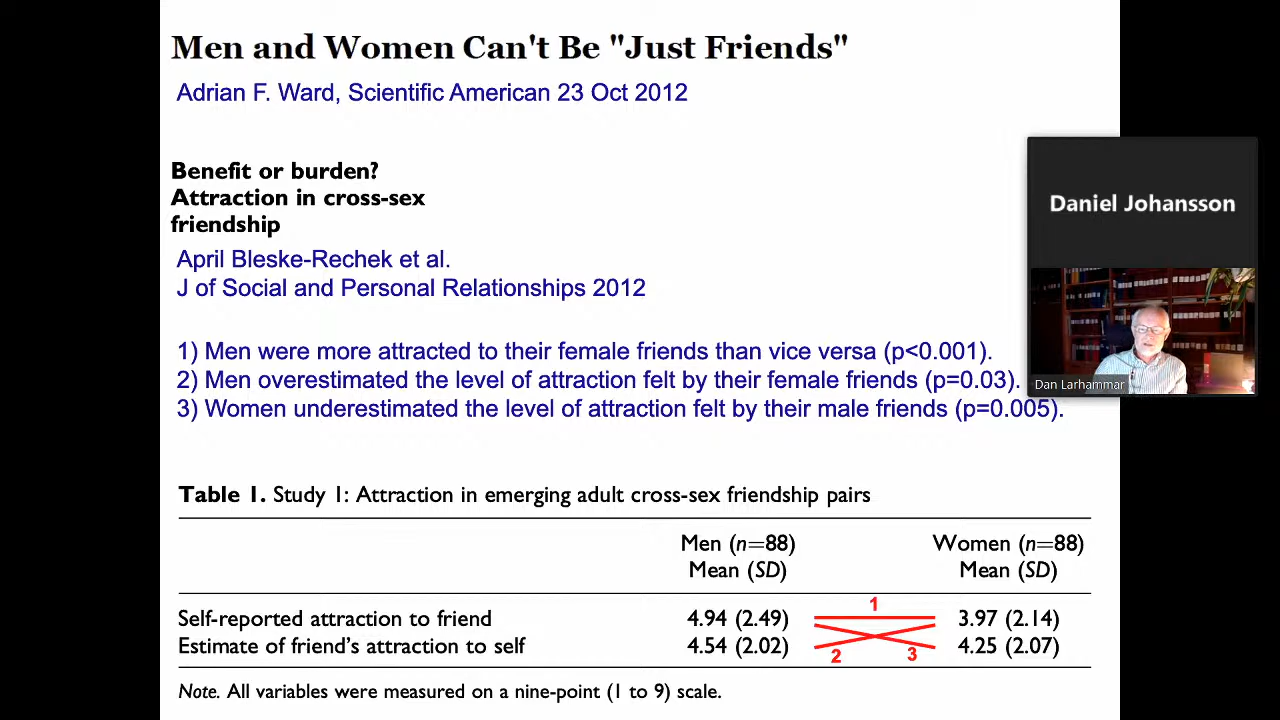 Men and Women Can't Be "Just Friends"
Adrian F. Ward, Scientific American 23 Oct 2012
Benefit or burden?
Attraction in cross-sex
friendship
April Bleske-Rechek et al.
J of Social and Personal Relationships 2012
1) Men were more attracted to their female friends than vice versa (p<0.001).
2) Men overestimated the level of attraction felt by their female friends (p=0.03).
3) Women underestimated the level of attraction felt by their male friends (p=0.005).
Daniel Johansson
Dan Larhammar
Table 1. Study 1: Attraction in emerging adult cross-sex friendship pairs
Men (n=88) Women (n=88)
Mean (SD) Mean (SD)
1
Self-reported attraction to friend 4.94 (2.49) 3.97 (2.14)
Estimate of friend's attraction to self 4.54 (2.02) 4.25 (2.07)
2 3
Note. All variables were measured on a nine-point (1 to 9) scale.